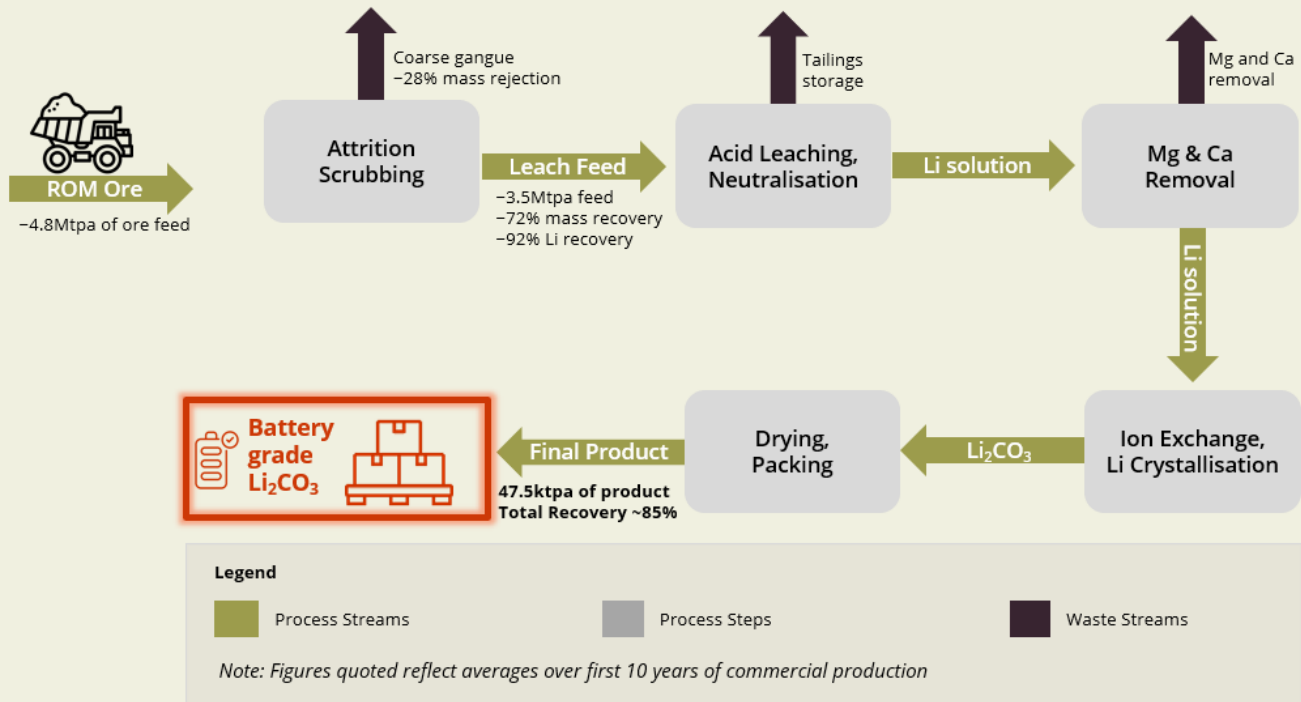 Coarse gangue
~28% mass rejection
Tailings
storage
Mg and Ca
removal
ROM Ore
~4.8Mtpa of ore feed
Attrition
Scrubbing
Leach Feed
~3.5Mtpa feed
~72% mass recovery
~92% Li recovery
Acid Leaching,
Neutralisation
Li solution
Mg & Ca
Removal
Li solution
Ion Exchange,
Li Crystallisation
Li₂CO₃
Drying,
Packing
Final Product
47.5ktpa of product
Total Recovery ~85%
Battery
grade
Li₂CO₃
Legend
Process Streams
Process Steps
Waste Streams
Note: Figures quoted reflect averages over first 10 years of commercial production